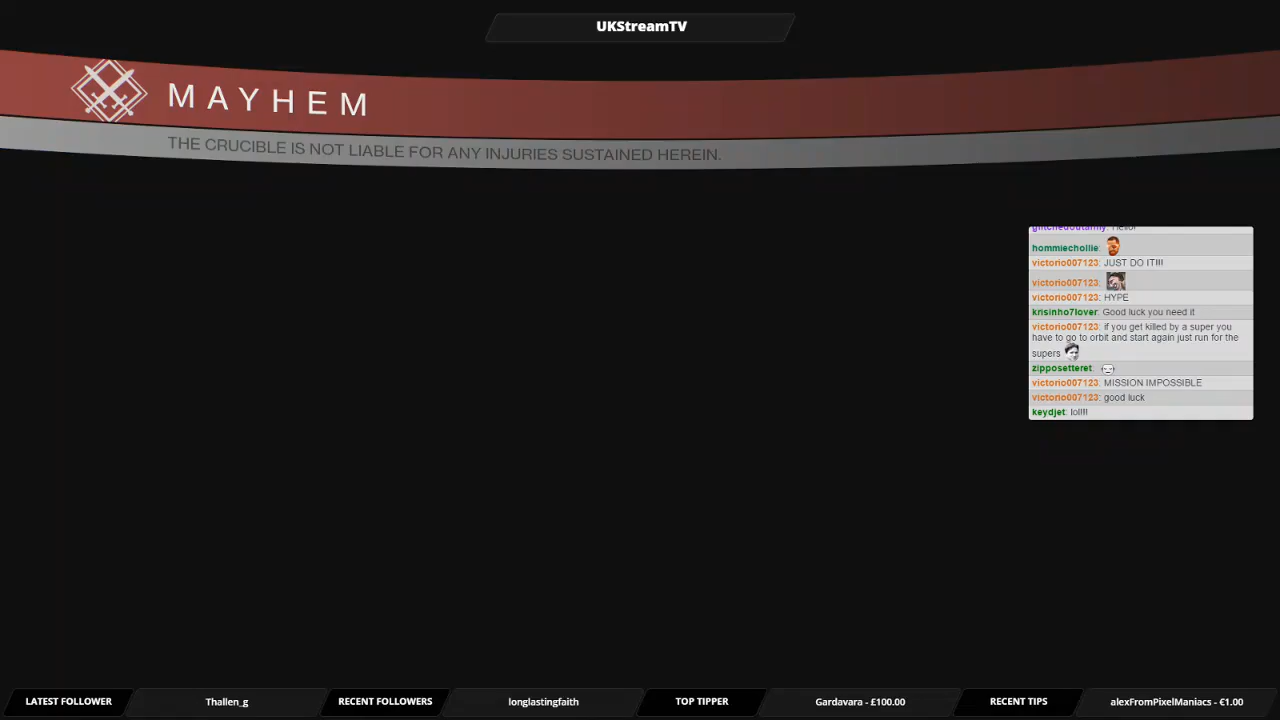 UKStreamTV
MAYHEM
THE CRUCIBLE IS NOT LIABLE FOR ANY INJURIES SUSTAINED HEREIN.
glitchedoutarmy: Hello!
hommiechollie:
victorio007123: JUST DO IT!!!
victorio007123:
victorio007123: HYPE
krisinho7lover: Good luck you need it
victorio007123: if you get killed by a super you
have to go to orbit and start again just run for the
supers
zipposetteret:
victorio007123: MISSION IMPOSSIBLE
victorio007123: good luck
keydjet: lol!!!
LATEST FOLLOWER Thallen_g RECENT FOLLOWERS longlastingfaith TOP TIPPER Gardavara - £100.00 RECENT TIPS alexFromPixelManiacs - €1.00